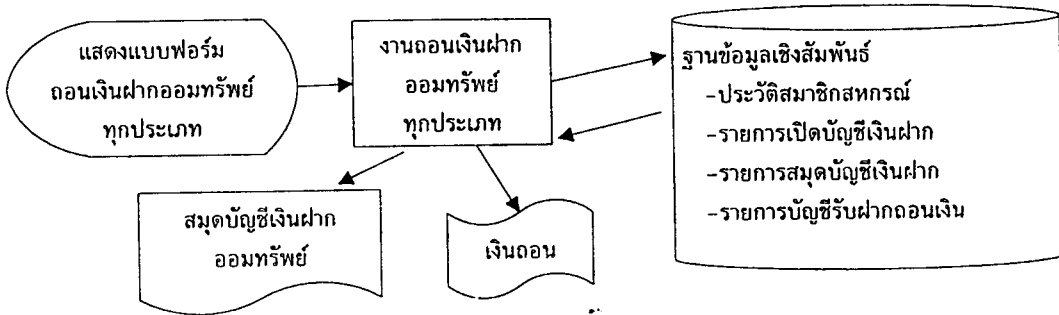 แสดงแบบฟอร์ม
ถอนเงินฝากออมทรัพย์
ทุกประเภท
งานถอนเงินฝาก
ออมทรัพย์
ทุกประเภท
ฐานข้อมูลเชิงสัมพันธ์
-ประวัติสมาชิกสหกรณ์
-รายการเปิดบัญชีเงินฝาก
-รายการสมุดบัญชีเงินฝาก
-รายการบัญชีรับฝากถอนเงิน
สมุดบัญชีเงินฝาก
ออมทรัพย์
เงินถอน